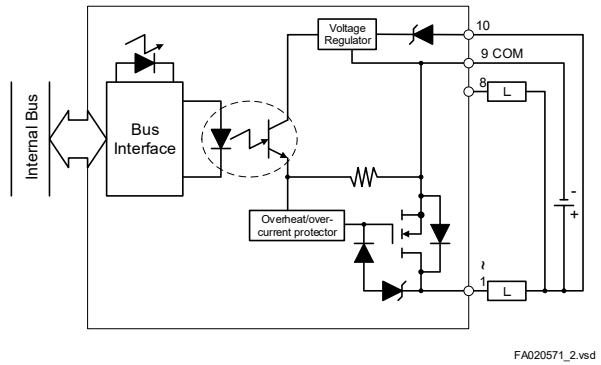 Voltage
Regulator
10
9 COM
8
L
Internal Bus
Bus
Interface
Overheat/over-
current protector
-
+
~
1
L
FA020571_2.vsd